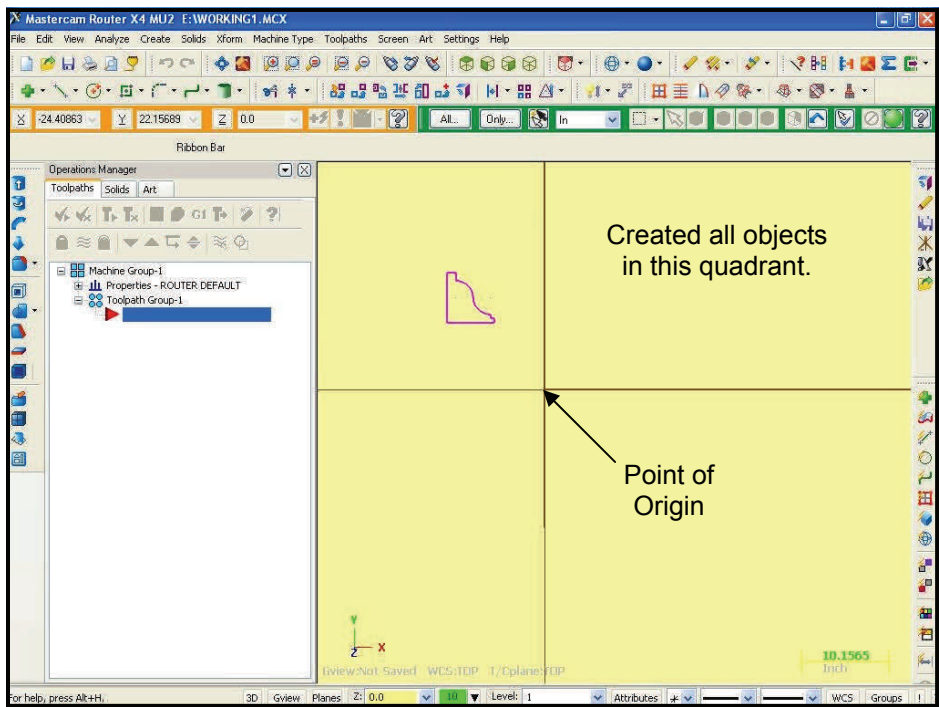 Mastercam Router X4 MU2 E:\WORKING1.MCX
File Edit View Analyze Create Solids Xform Machine Type Toolpaths Screen Art Settings Help
X -24.40863 Y 22.15689 Z 0.0 All... Only... In
Ribbon Bar
Operations Manager
Toolpaths Solids Art
G1
Machine Group-1
Properties - ROUTER DEFAULT
Toolpath Group-1
Created all objects
in this quadrant.
Point of
Origin
Y
Z X
10.1565
Inch
Gview:Not Saved WCS:TOP T/Cplane:TOP
For help, press Alt+H. 3D Gview Planes Z: 0.0 10 Level: 1 Attributes WCS Groups !